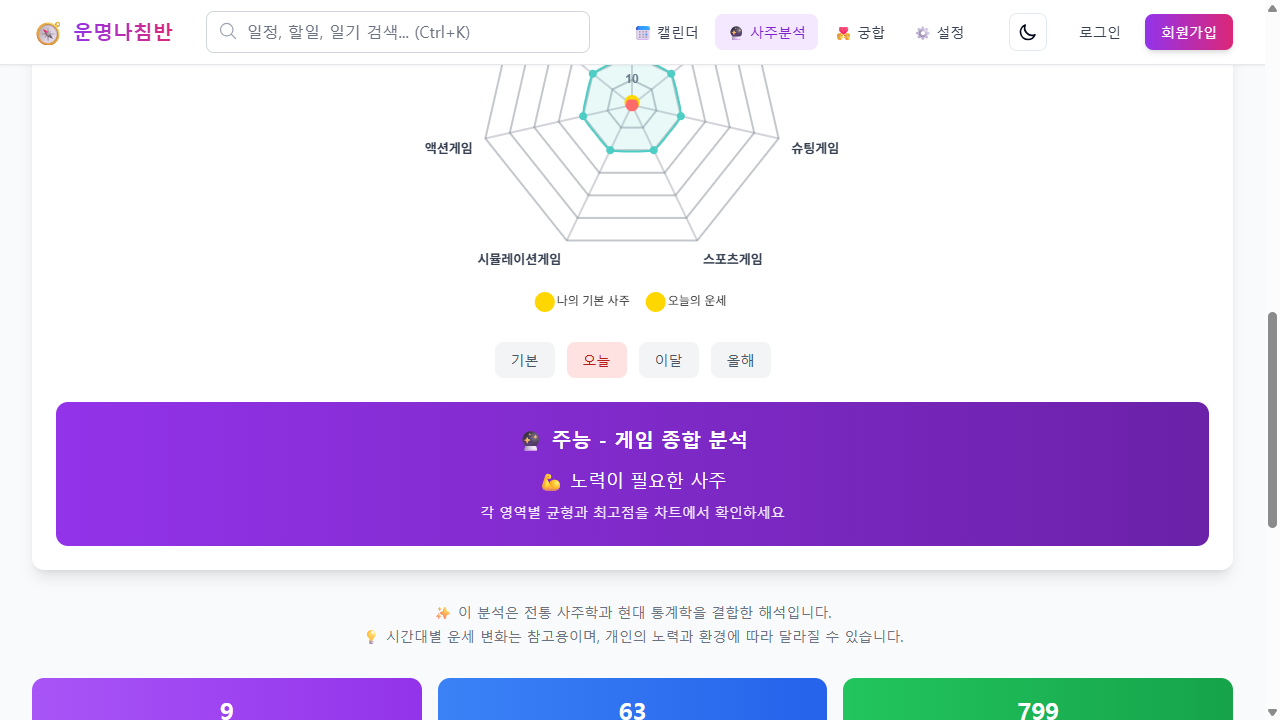 운명나침반
일정, 할일, 일기 검색... (Ctrl+K)
캘린더
사주분석
궁합
설정
로그인
회원가입
10
액션게임
슈팅게임
시뮬레이션게임
스포츠게임
나의 기본 사주
오늘의 운세
기본
오늘
이달
올해
주능 - 게임 종합 분석
노력이 필요한 사주
각 영역별 균형과 최고점을 차트에서 확인하세요
이 분석은 전통 사주학과 현대 통계학을 결합한 해석입니다.
시간대별 운세 변화는 참고용이며, 개인의 노력과 환경에 따라 달라질 수 있습니다.
9
63
799